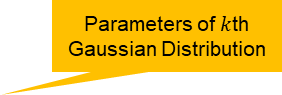 Parameters of 𝑘th
Gaussian Distribution